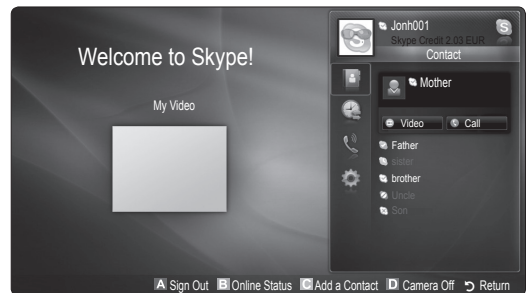 Jonh001
Skype Credit 2.03 EUR
Contact
Welcome to Skype!
My Video
Mother
Video
Call
Father
sister
brother
Uncle
Son
A Sign Out B Online Status C Add a Contact D Camera Off Return